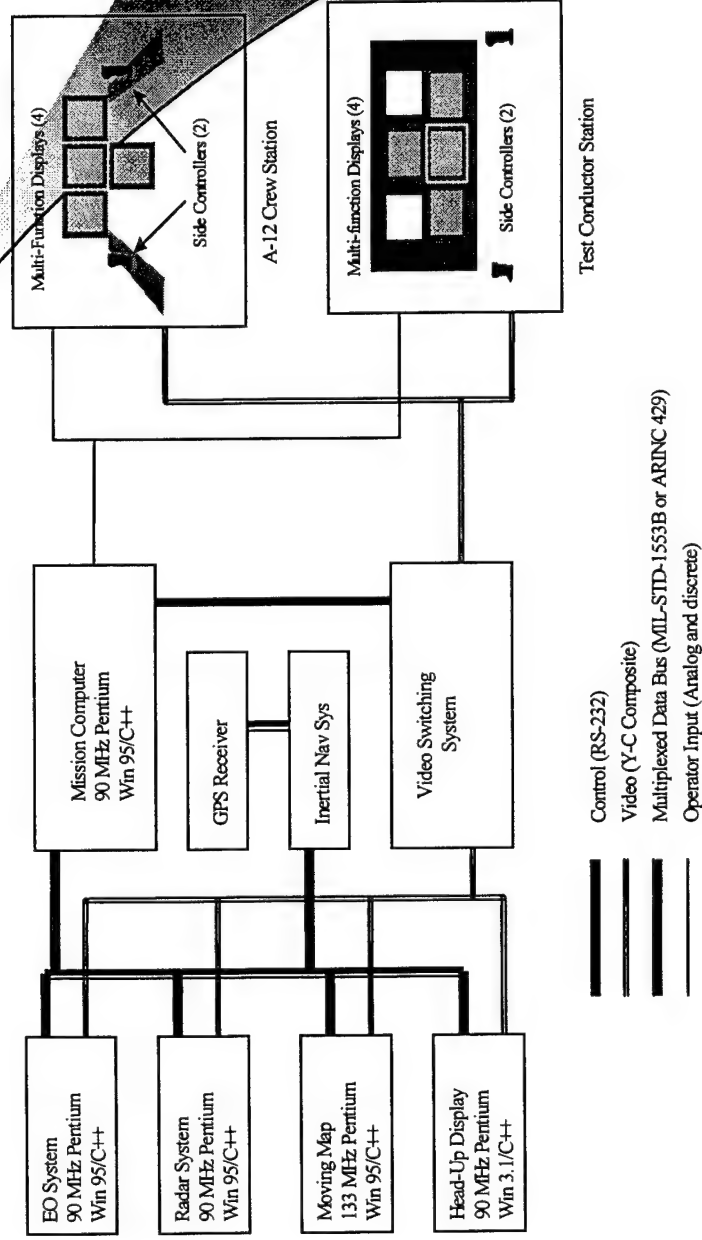 EO System
90 MHz Pentium
Win 95/C++
Radar System
90 MHz Pentium
Win 95/C++
Moving Map
133 MHz Pentium
Win 95/C++
Head-Up Display
90 MHz Pentium
Win 3.1/C++
Mission Computer
90 MHz Pentium
Win 95/C++
GPS Receiver
Inertial Nav Sys
Video Switching
System
Multi-Function Displays (4)
Side Controllers (2)
A-12 Crew Station
Multi-function Displays (4)
Side Controllers (2)
Test Conductor Station
Control (RS-232)
Video (Y-C Composite)
Multiplexed Data Bus (MIL-STD-1553B or ARINC 429)
Operator Input (Analog and discrete)